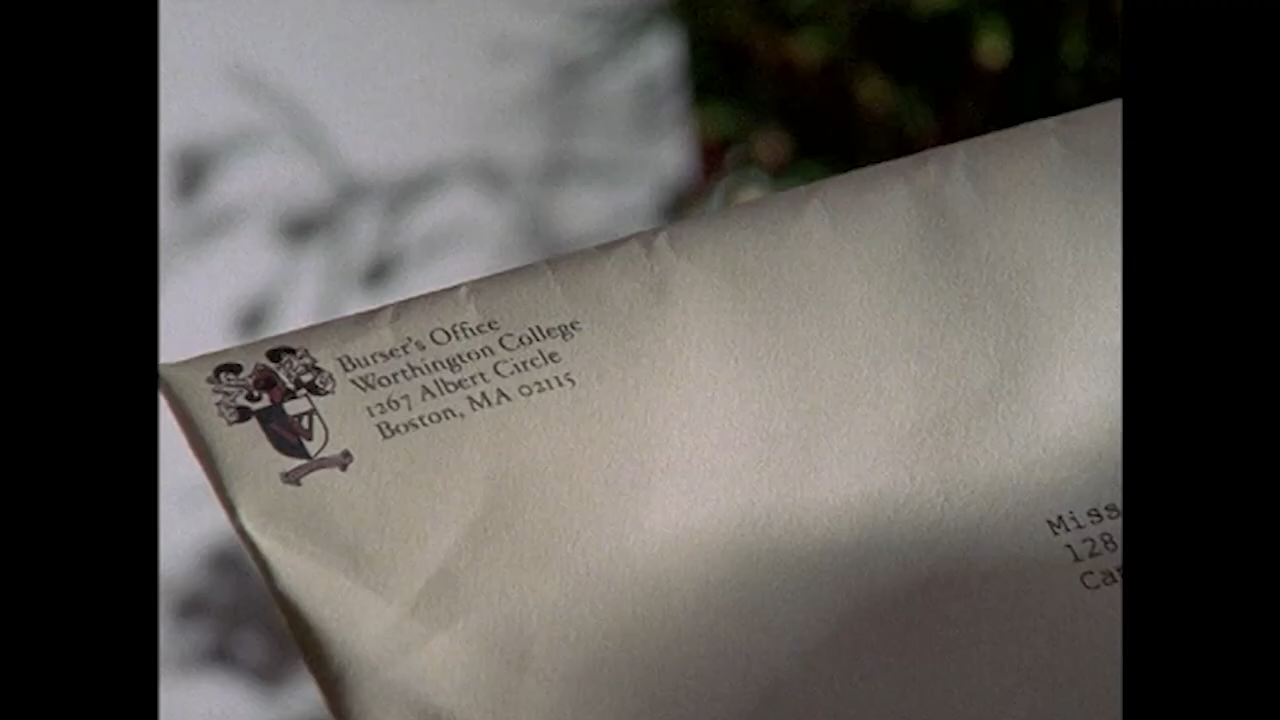 Burser's Office
Worthington College
1267 Albert Circle
Boston, MA 02115
Miss
128